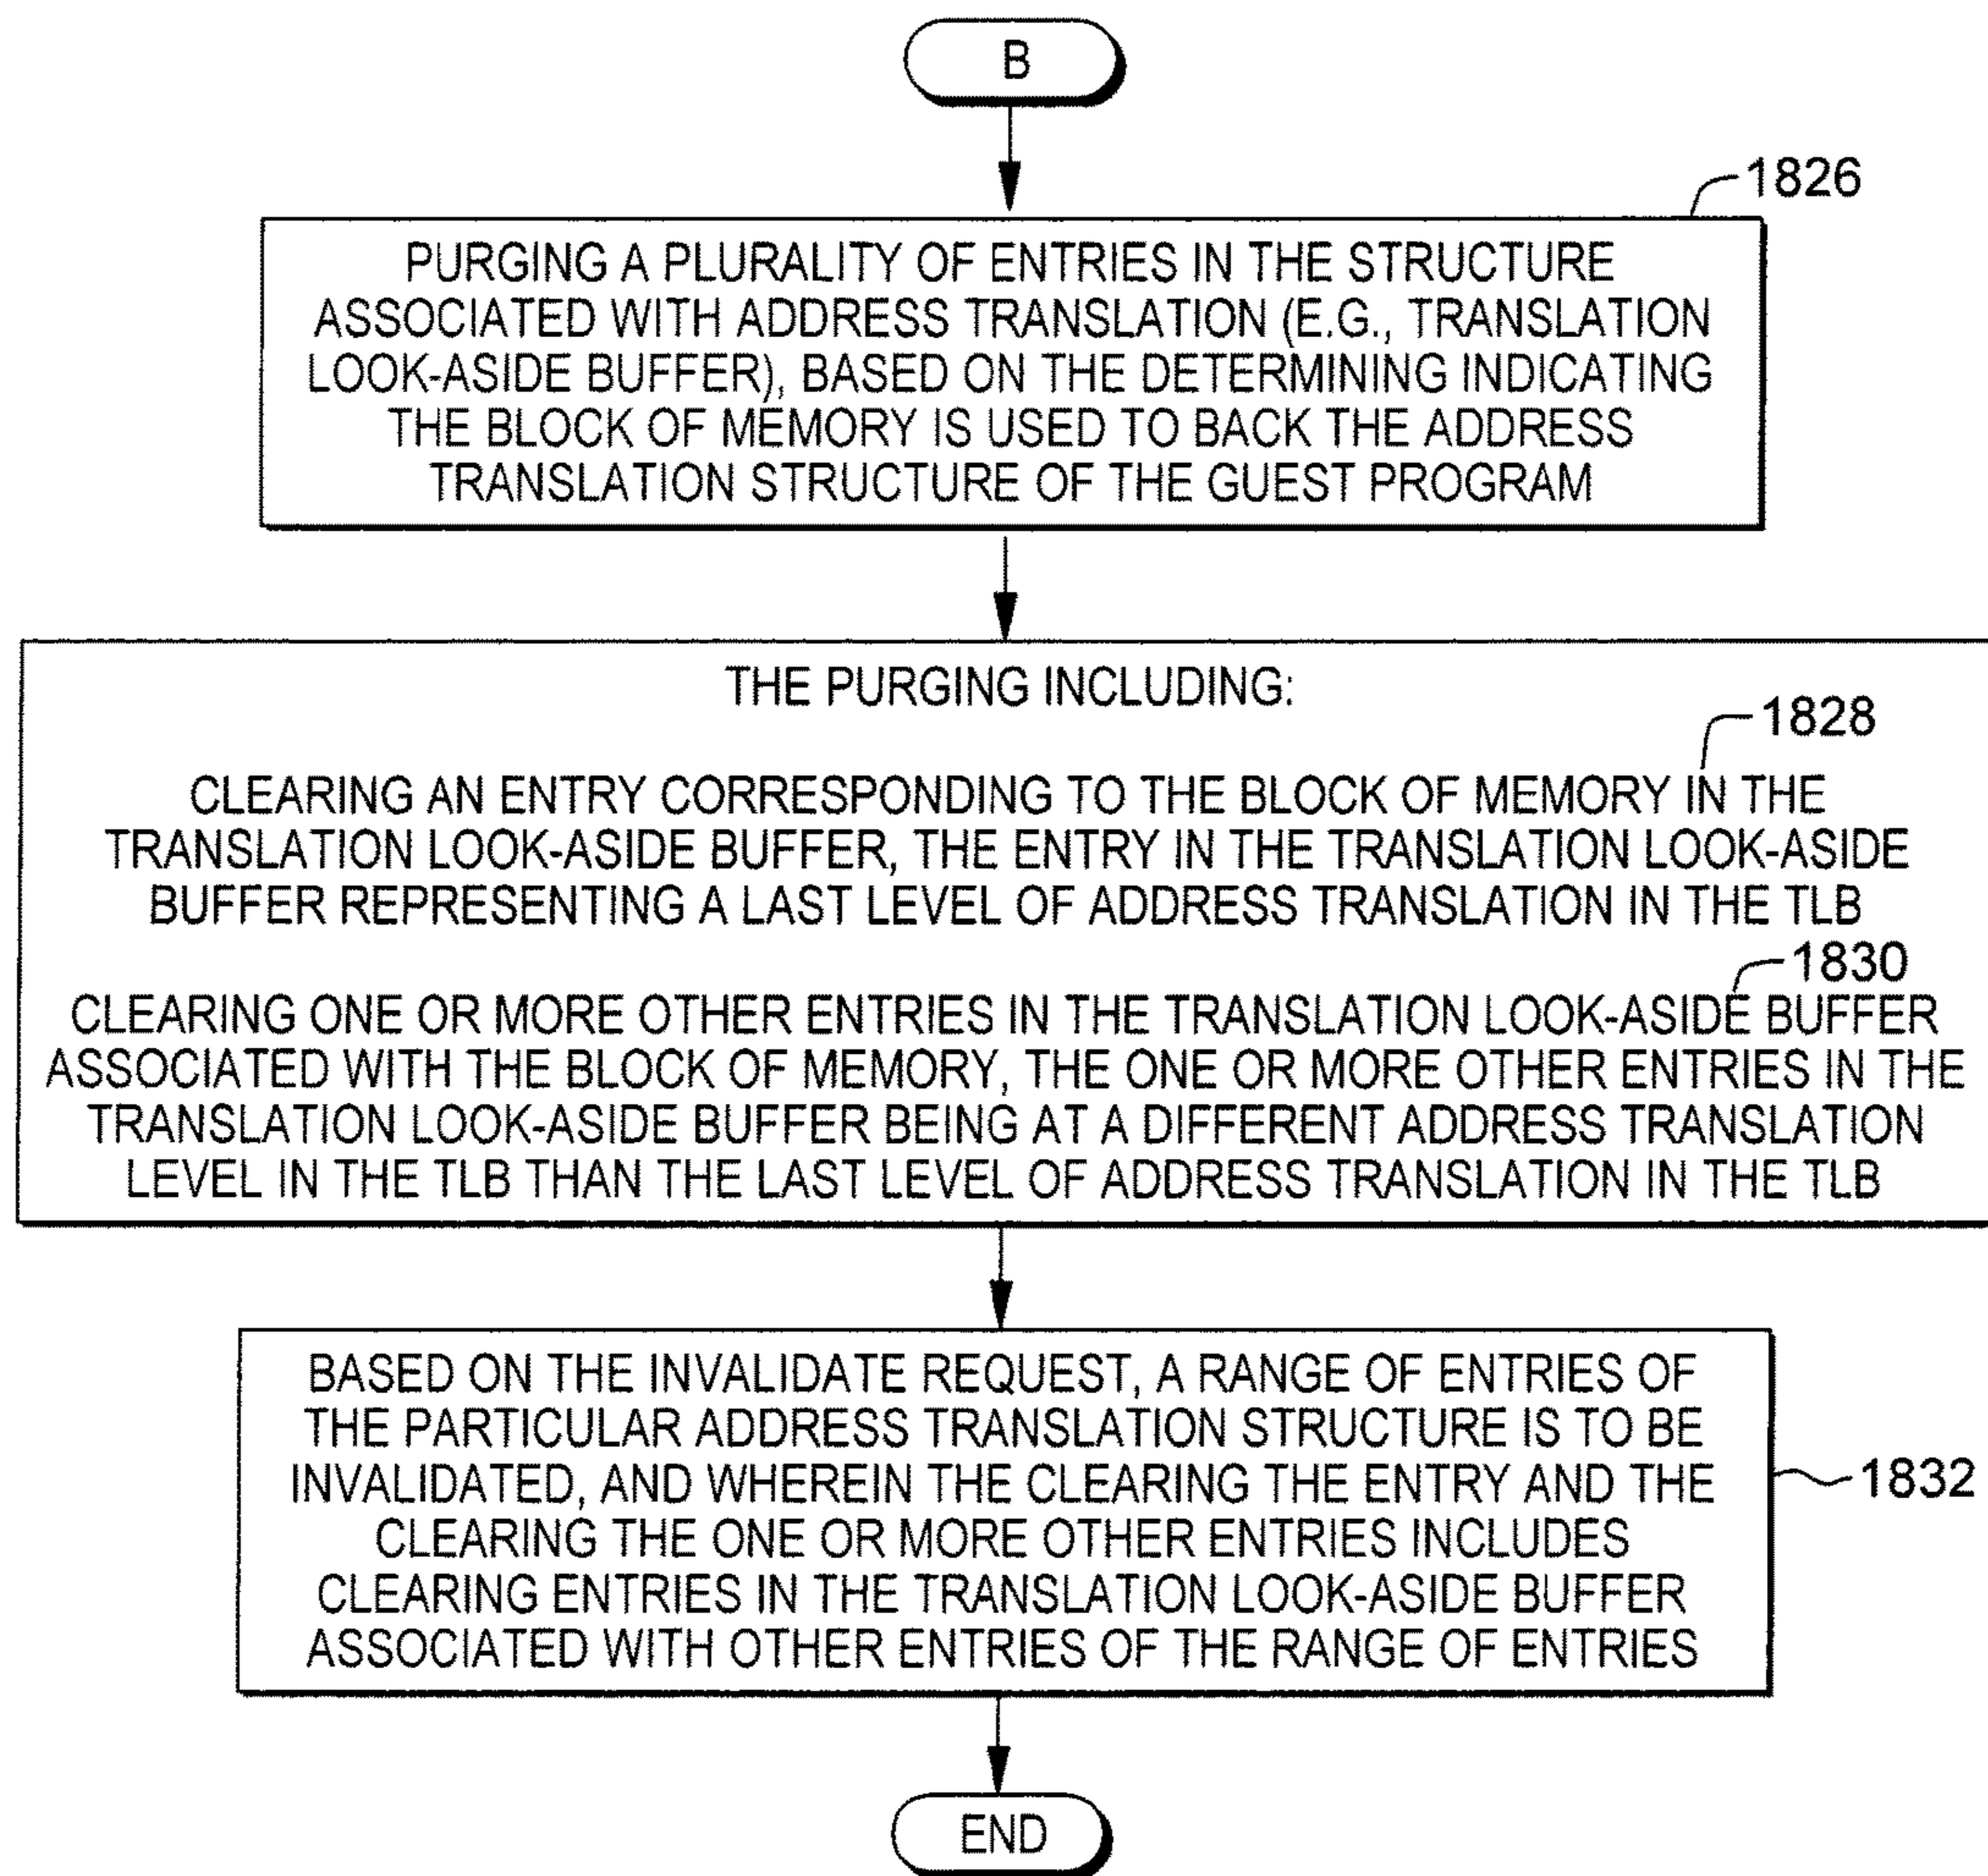 B
1826
PURGING A PLURALITY OF ENTRIES IN THE STRUCTURE
ASSOCIATED WITH ADDRESS TRANSLATION (E.G., TRANSLATION
LOOK-ASIDE BUFFER), BASED ON THE DETERMINING INDICATING
THE BLOCK OF MEMORY IS USED TO BACK THE ADDRESS
TRANSLATION STRUCTURE OF THE GUEST PROGRAM
THE PURGING INCLUDING:
1828
CLEARING AN ENTRY CORRESPONDING TO THE BLOCK OF MEMORY IN THE
TRANSLATION LOOK-ASIDE BUFFER, THE ENTRY IN THE TRANSLATION LOOK-ASIDE
BUFFER REPRESENTING A LAST LEVEL OF ADDRESS TRANSLATION IN THE TLB
1830
CLEARING ONE OR MORE OTHER ENTRIES IN THE TRANSLATION LOOK-ASIDE BUFFER
ASSOCIATED WITH THE BLOCK OF MEMORY, THE ONE OR MORE OTHER ENTRIES IN THE
TRANSLATION LOOK-ASIDE BUFFER BEING AT A DIFFERENT ADDRESS TRANSLATION
LEVEL IN THE TLB THAN THE LAST LEVEL OF ADDRESS TRANSLATION IN THE TLB
BASED ON THE INVALIDATE REQUEST, A RANGE OF ENTRIES OF
THE PARTICULAR ADDRESS TRANSLATION STRUCTURE IS TO BE
INVALIDATED, AND WHEREIN THE CLEARING THE ENTRY AND THE
CLEARING THE ONE OR MORE OTHER ENTRIES INCLUDES
CLEARING ENTRIES IN THE TRANSLATION LOOK-ASIDE BUFFER
ASSOCIATED WITH OTHER ENTRIES OF THE RANGE OF ENTRIES
1832
END